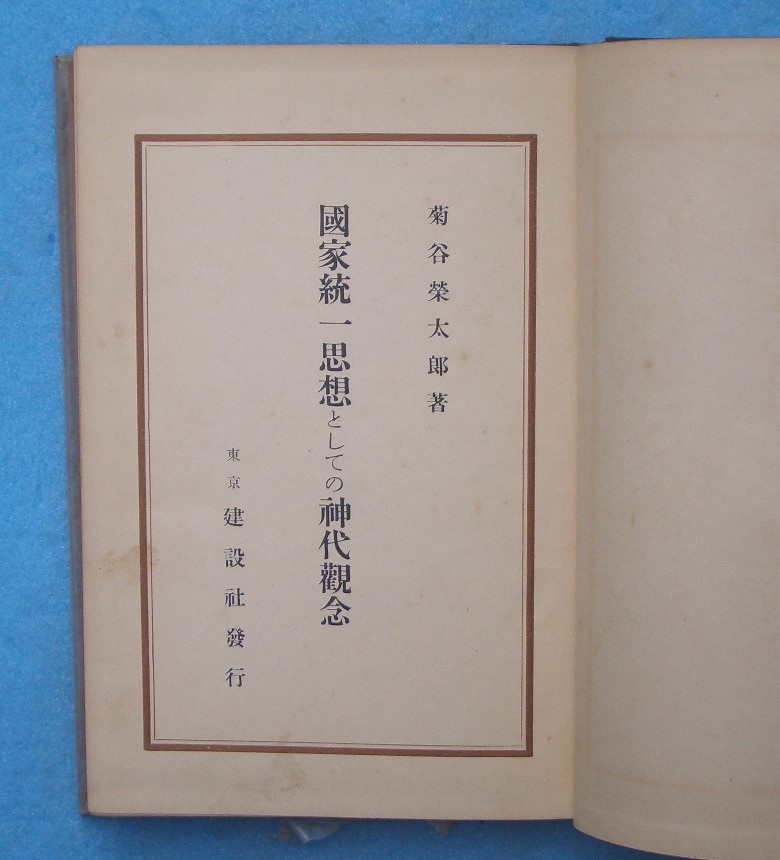 菊谷榮太郎著
國家統一思想としての神代觀念
東京 建設社發行